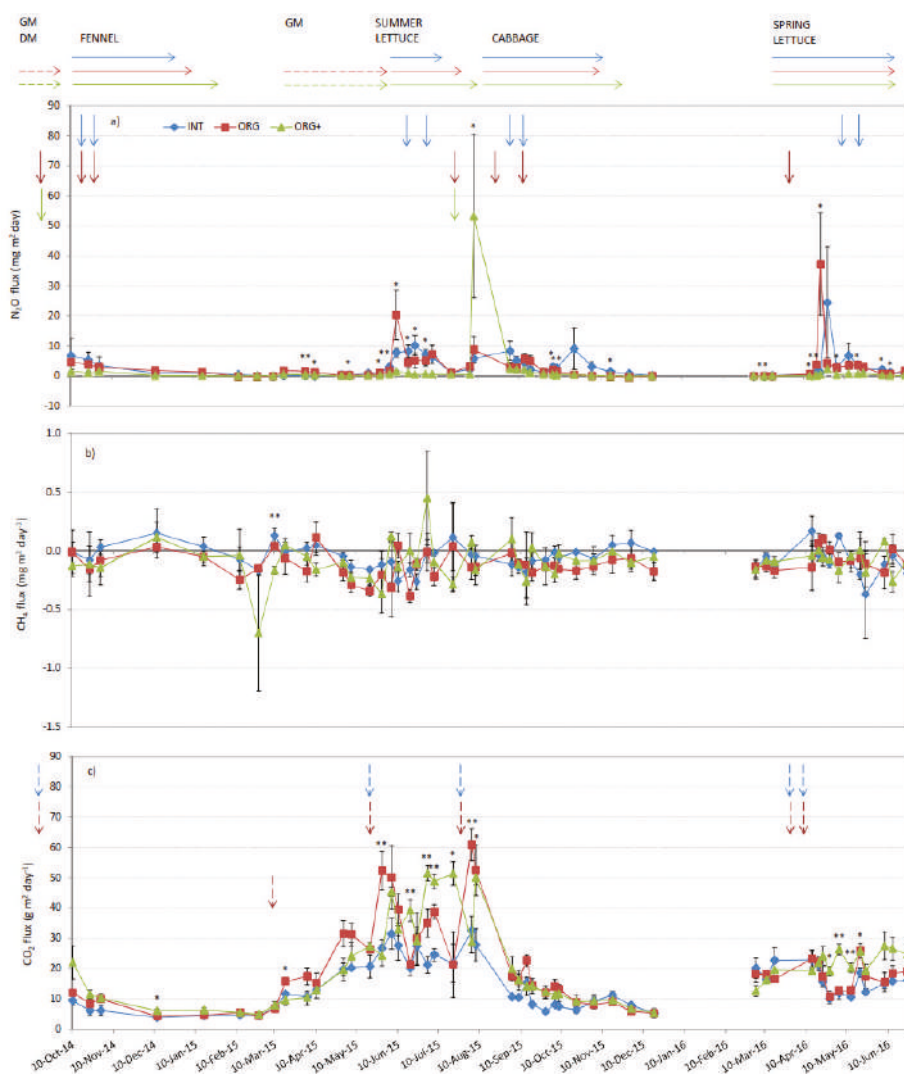 GM
DM
FENNEL
GM
SUMMER
LETTUCE
CABBAGE
SPRING
LETTUCE
a)
INT
ORG
ORG+
N₂O flux (mg m² day)
90
80
70
60
50
40
30
20
10
0
-10
* * * * * * * * * * * * * * * * * * * * * * * *
b)
CH₄ flux (mg m² day⁻¹)
1.0
0.5
0.0
-0.5
-1.0
-1.5
**
c)
CO₂ flux (g m² day⁻¹)
90
80
70
60
50
40
30
20
10
0
* * ** ** ** ** * ** * * ** ** *
10-Oct-14
10-Nov-14
10-Dec-14
10-Jan-15
10-Feb-15
10-Mar-15
10-Apr-15
10-May-15
10-Jun-15
10-Jul-15
10-Aug-15
10-Sep-15
10-Oct-15
10-Nov-15
10-Dec-15
10-Jan-16
10-Feb-16
10-Mar-16
10-Apr-16
10-May-16
10-Jun-16